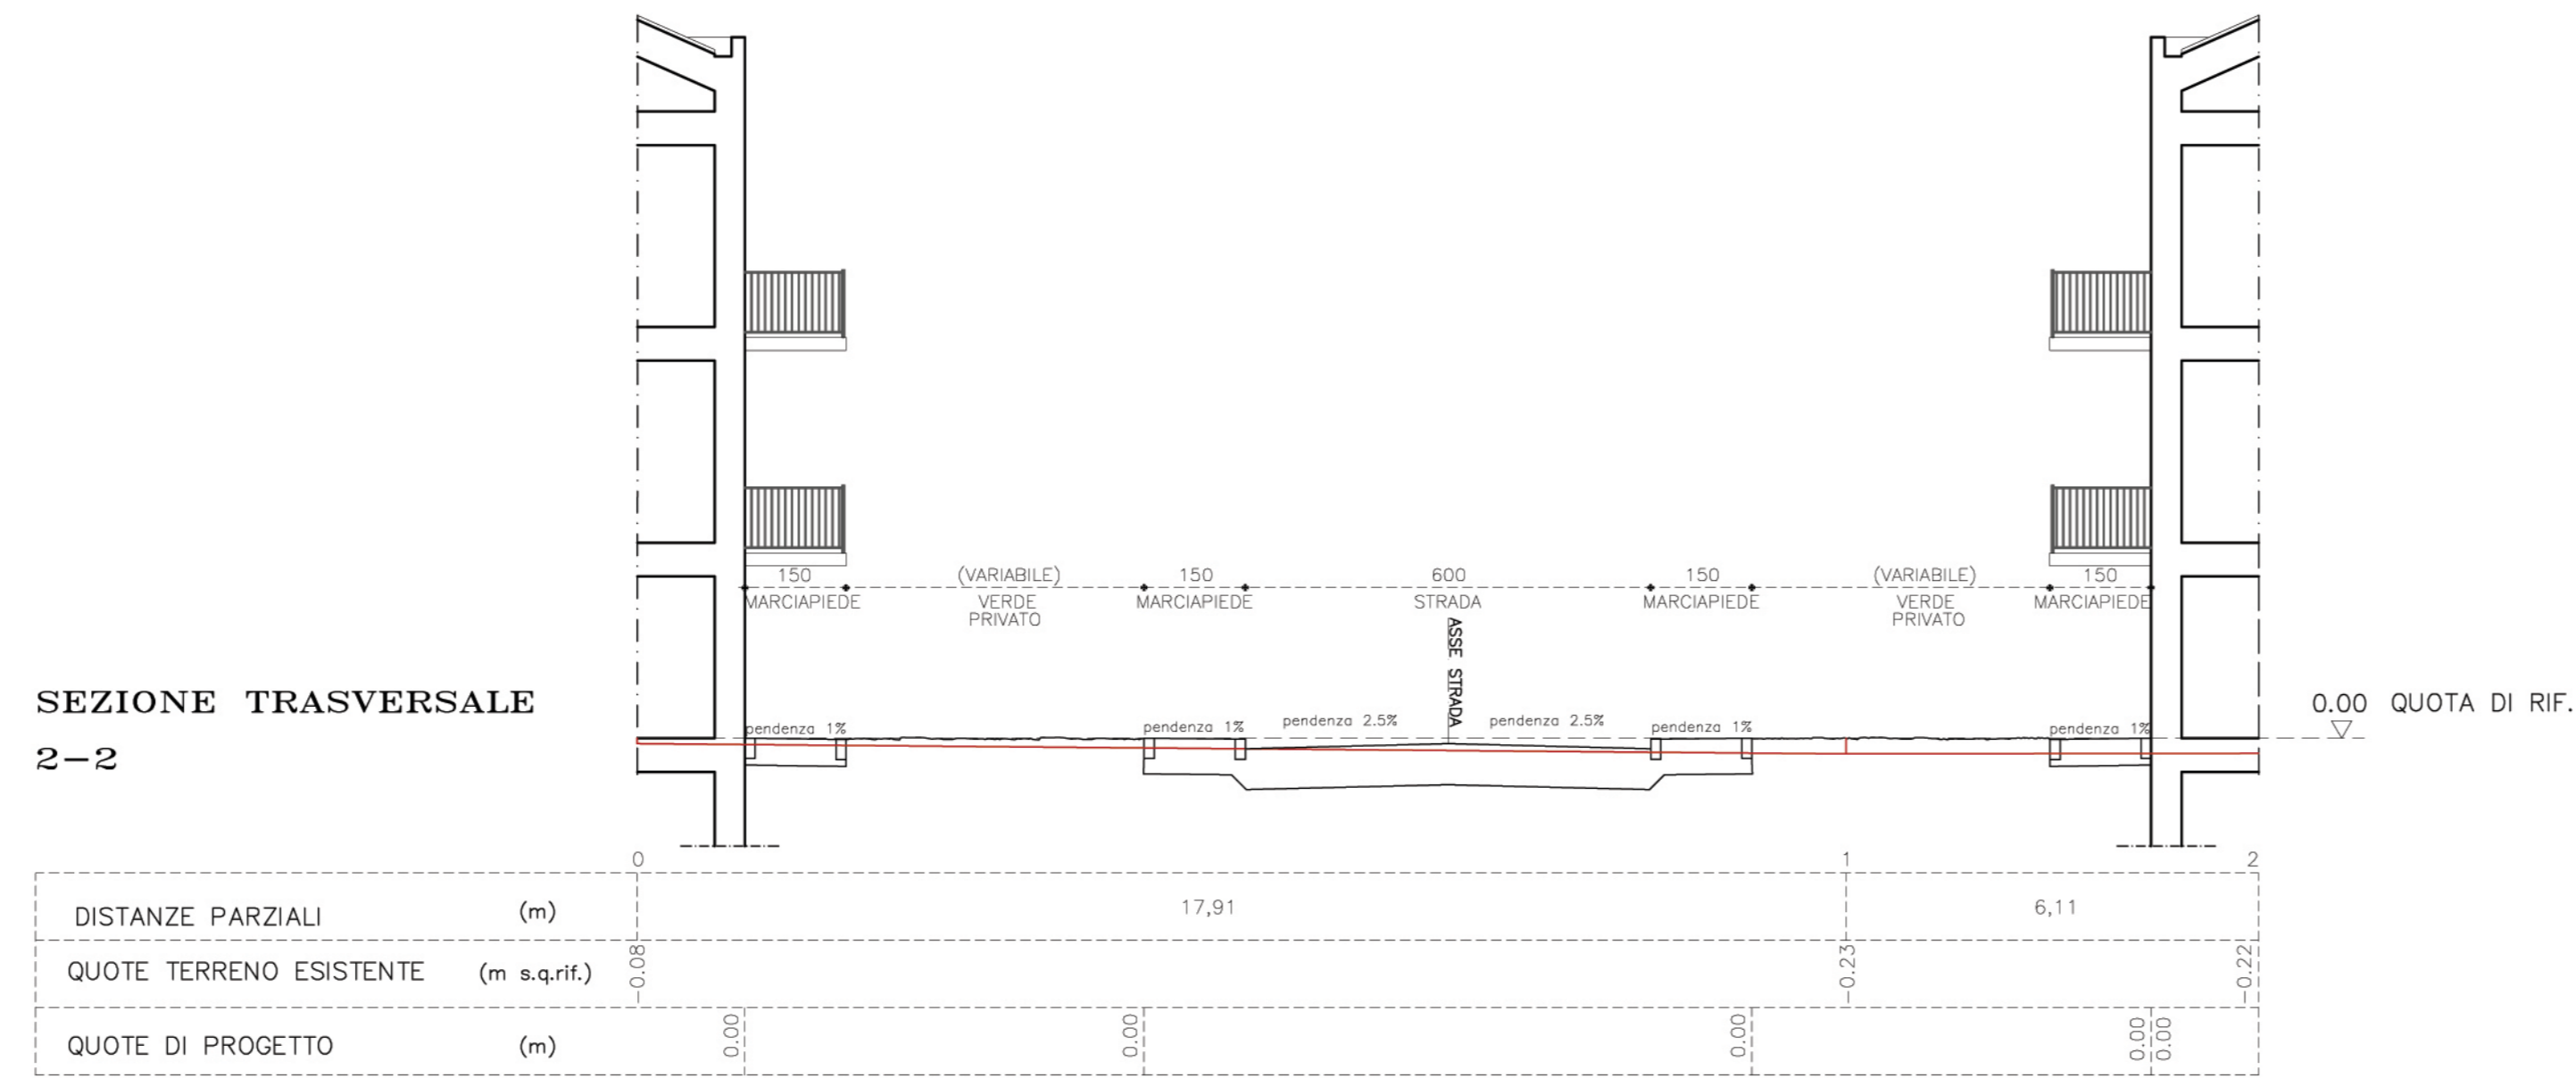 150
(VARIABILE)
150
600
150
(VARIABILE)
150
MARCIAPIEDE
VERDE
PRIVATO
MARCIAPIEDE
STRADA
MARCIAPIEDE
VERDE
PRIVATO
MARCIAPIEDE
ASSE STRADA
SEZIONE TRASVERSALE
2-2
pendenza 1%
pendenza 1%
pendenza 2.5%
pendenza 2.5%
pendenza 1%
pendenza 1%
0.00 QUOTA DI RIF.
0
1
2
DISTANZE PARZIALI (m)
17,91
6,11
QUOTE TERRENO ESISTENTE (m s.q.rif.)
-0.08
-0.23
-0.22
QUOTE DI PROGETTO (m)
0.00
0.00
0.00
0.00
0.00